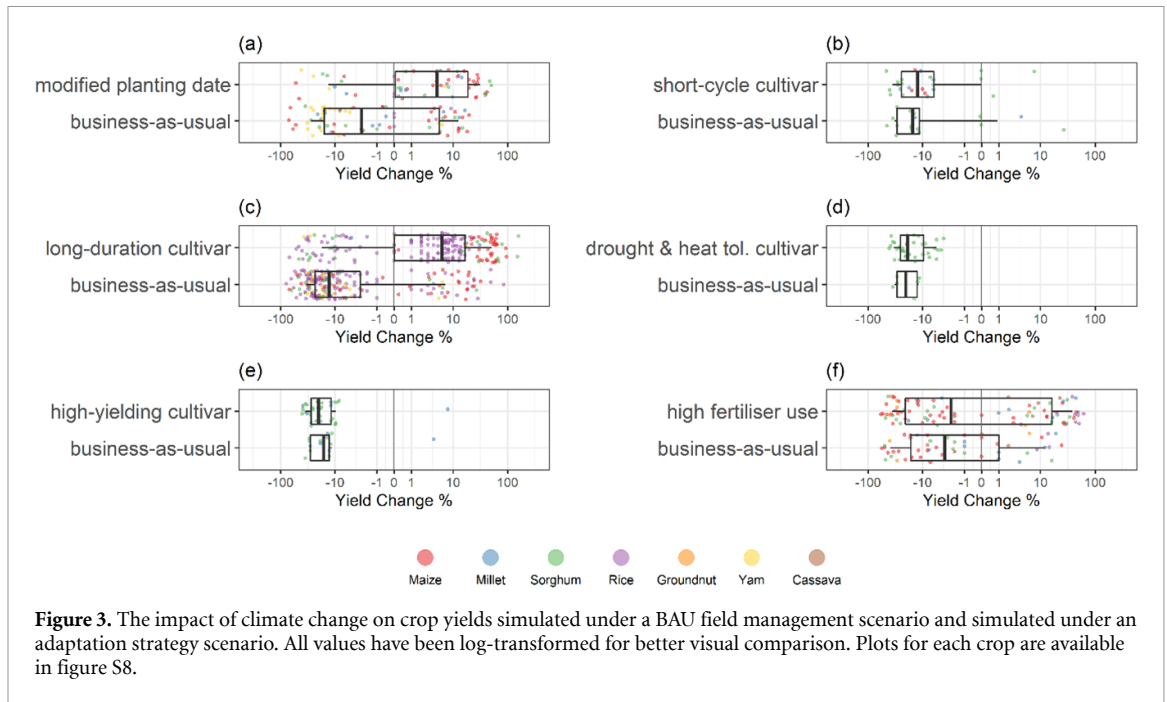 (a)
modified planting date
business-as-usual
-100 -10 -1 0 1 10 100
Yield Change %
(b)
short-cycle cultivar
business-as-usual
-100 -10 -1 0 1 10 100
Yield Change %
(c)
long-duration cultivar
business-as-usual
-100 -10 -1 0 1 10 100
Yield Change %
(d)
drought & heat tol. cultivar
business-as-usual
-100 -10 -1 0 1 10 100
Yield Change %
(e)
high-yielding cultivar
business-as-usual
-100 -10 -1 0 1 10 100
Yield Change %
(f)
high fertiliser use
business-as-usual
-100 -10 -1 0 1 10 100
Yield Change %
Maize Millet Sorghum Rice Groundnut Yam Cassava
Figure 3. The impact of climate change on crop yields simulated under a BAU field management scenario and simulated under an
adaptation strategy scenario. All values have been log-transformed for better visual comparison. Plots for each crop are available
in figure S8.